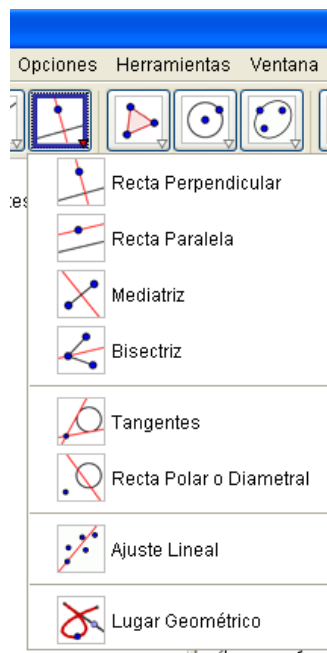 Opciones Herramientas Ventana
Recta Perpendicular
Recta Paralela
Mediatriz
Bisectriz
Tangentes
Recta Polar o Diametral
Ajuste Lineal
Lugar Geométrico